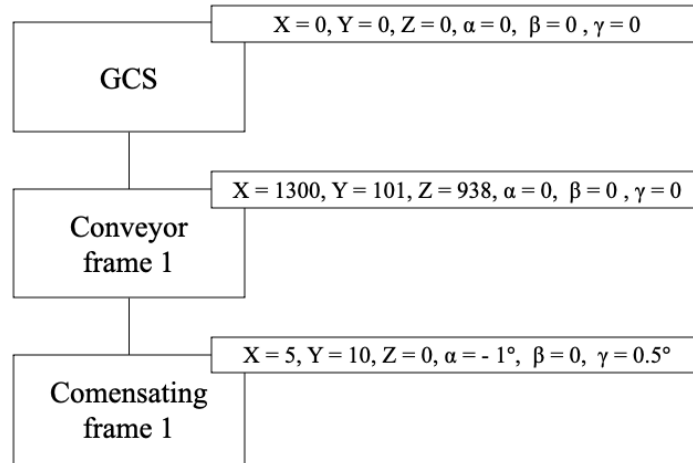 X = 0, Y = 0, Z = 0, α = 0, β = 0 , γ = 0
GCS
X = 1300, Y = 101, Z = 938, α = 0, β = 0 , γ = 0
Conveyor
frame 1
X = 5, Y = 10, Z = 0, α = - 1°, β = 0, γ = 0.5°
Comensating
frame 1